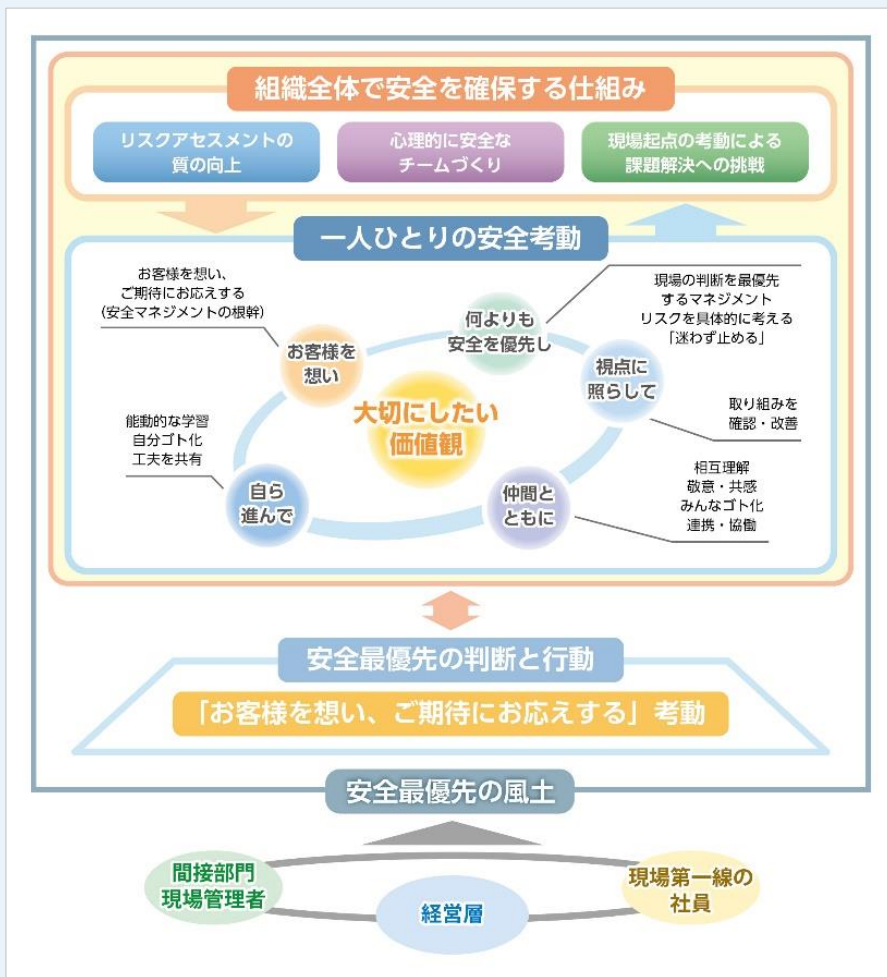 組織全体で安全を確保する仕組み
リスクアセスメントの
質の向上
心理的に安全な
チームづくり
現場起点の考動による
課題解決への挑戦
一人ひとりの安全考動
お客様を想い、
ご期待にお応えする
(安全マネジメントの根幹)
お客様を
想い
何よりも
安全を優先し
現場の判断を最優先
するマネジメント
リスクを具体的に考える
「迷わず止める」
視点に
照らして
取り組みを
確認・改善
大切にしたい
価値観
能動的な学習
自分ゴト化
工夫を共有
自ら
進んで
仲間と
ともに
相互理解
敬意・共感
みんなゴト化
連携・協働
安全最優先の判断と行動
「お客様を想い、ご期待にお応えする」考動
安全最優先の風土
間接部門
現場管理者
経営層
現場第一線の
社員